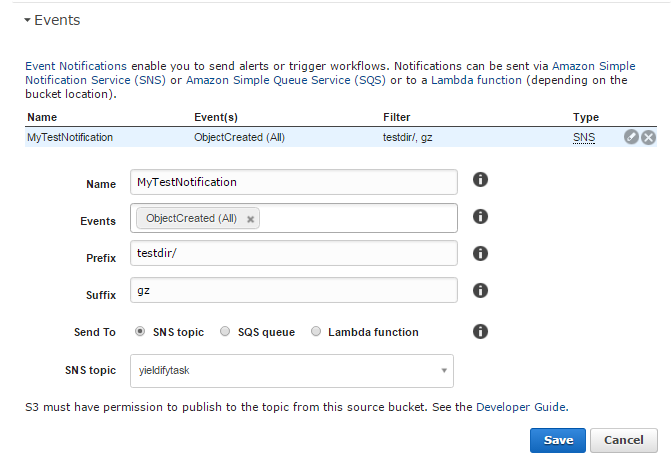 Events
Event Notifications enable you to send alerts or trigger workflows. Notifications can be sent via Amazon Simple
Notification Service (SNS) or Amazon Simple Queue Service (SQS) or to a Lambda function (depending on the
bucket location).
Name Event(s) Filter Type
MyTestNotification ObjectCreated (All) testdir/, gz SNS
Name MyTestNotification
Events ObjectCreated (All)
Prefix testdir/
Suffix gz
Send To SNS topic SQS queue Lambda function
SNS topic yieldifytask
S3 must have permission to publish to the topic from this source bucket. See the Developer Guide.
Save Cancel